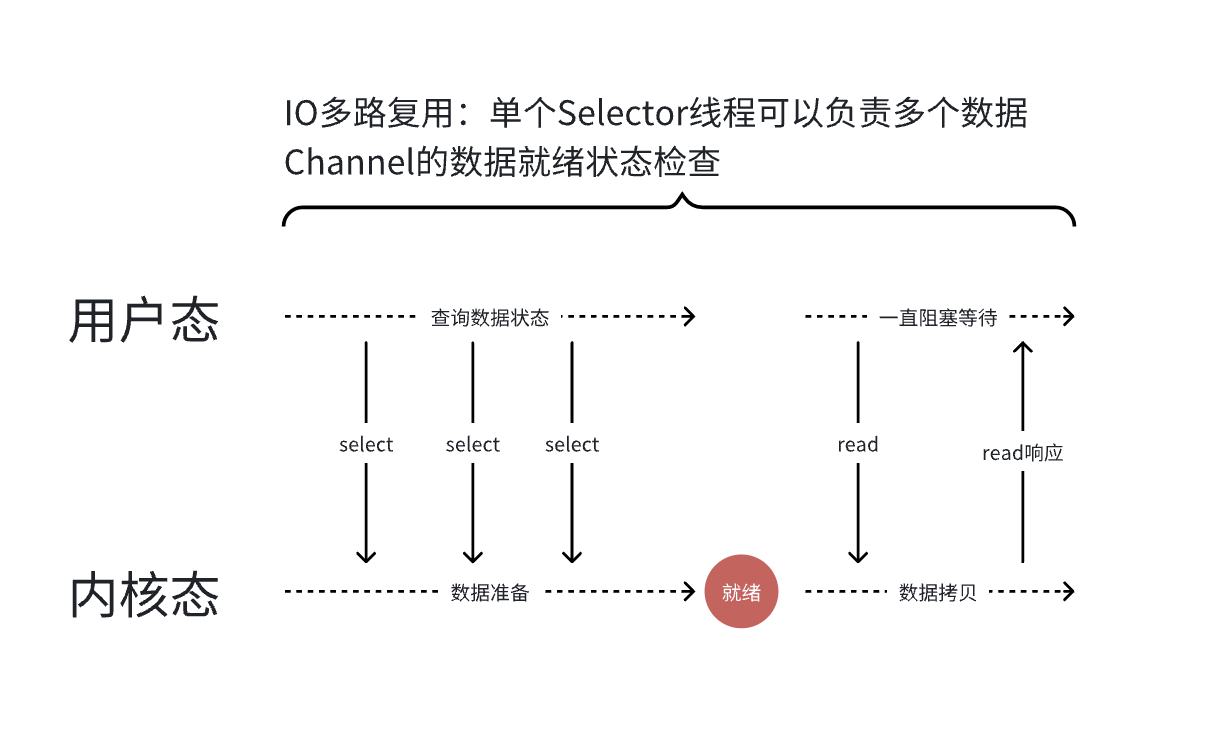 IO多路复用：单个Selector线程可以负责多个数据
Channel的数据就绪状态检查
用户态
查询数据状态
一直阻塞等待
select
select
select
read
read响应
内核态
数据准备
就绪
数据拷贝